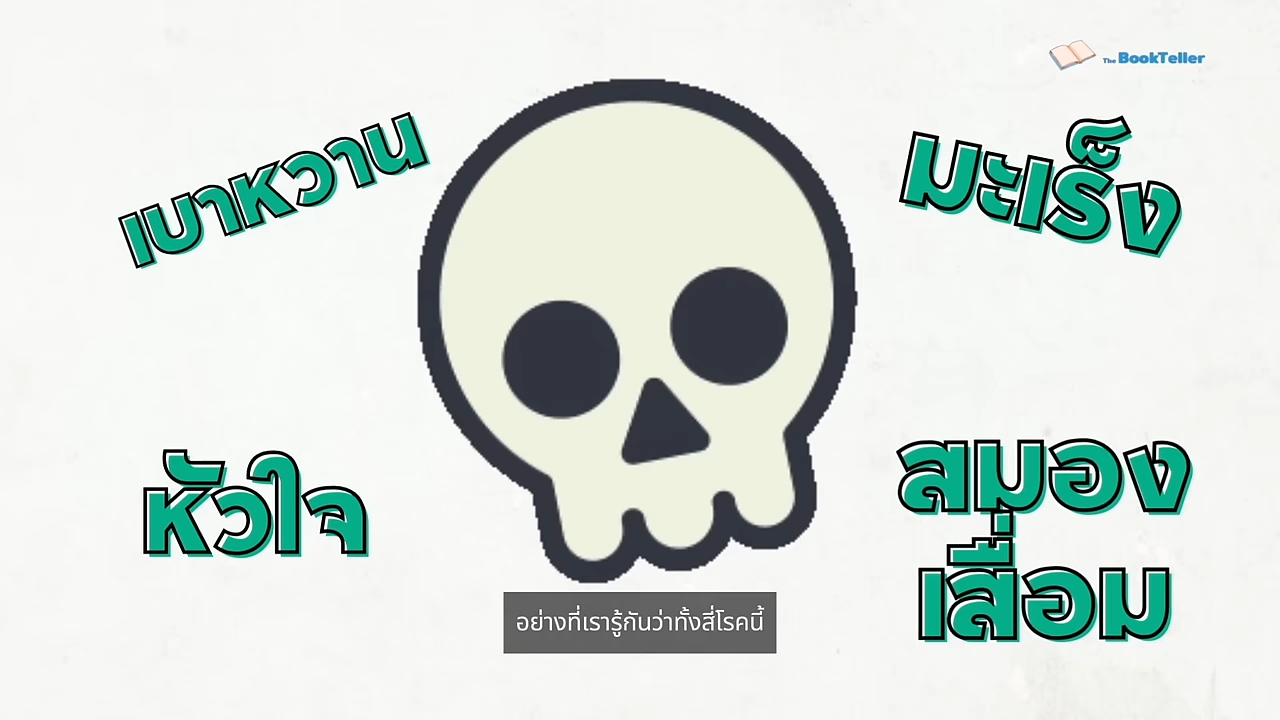 The BookTeller
เบาหวาน
มะเร็ง
หัวใจ
สมอง
เสื่อม
อย่างที่เรารู้กันว่าทั้งสี่โรคนี้